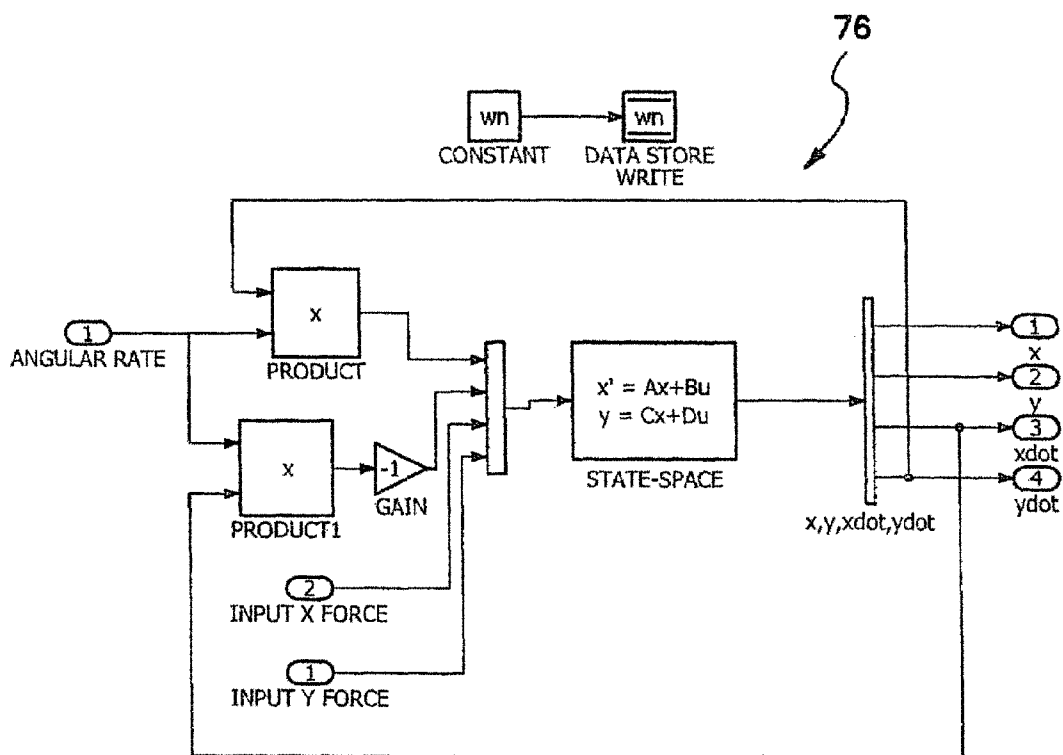 76
wn
wn
CONSTANT
DATA STORE
WRITE
x
1
ANGULAR RATE
PRODUCT
1
x
x' = Ax+Bu
y = Cx+Du
2
y
STATE-SPACE
3
xdot
x
-1
GAIN
PRODUCT1
4
ydot
x,y,xdot,ydot
2
INPUT X FORCE
1
INPUT Y FORCE